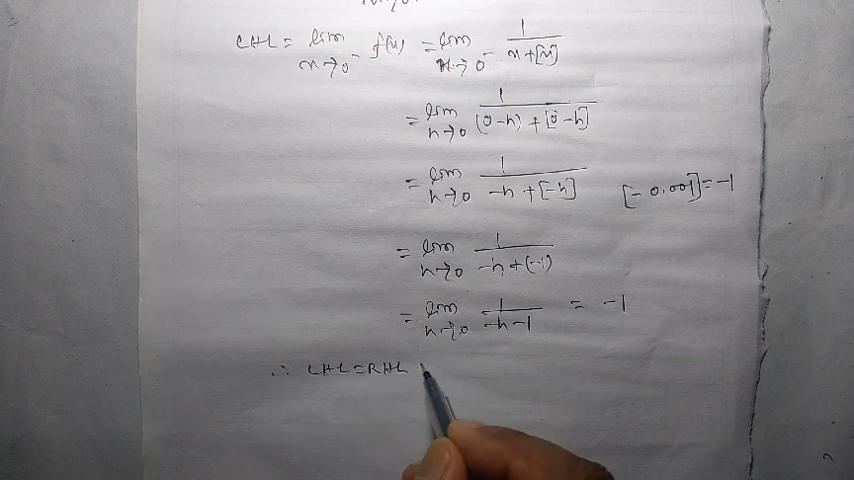 LHL = lim x→0⁻ f(x) = lim x→0⁻ 1/(x+[x])
= lim h→0 1/((0-h)+[0-h])
= lim h→0 1/(-h+[-h]) [-0.001]=-1
= lim h→0 1/(-h+(-1))
= lim h→0 1/(-h-1) = -1
∴ LHL=RHL